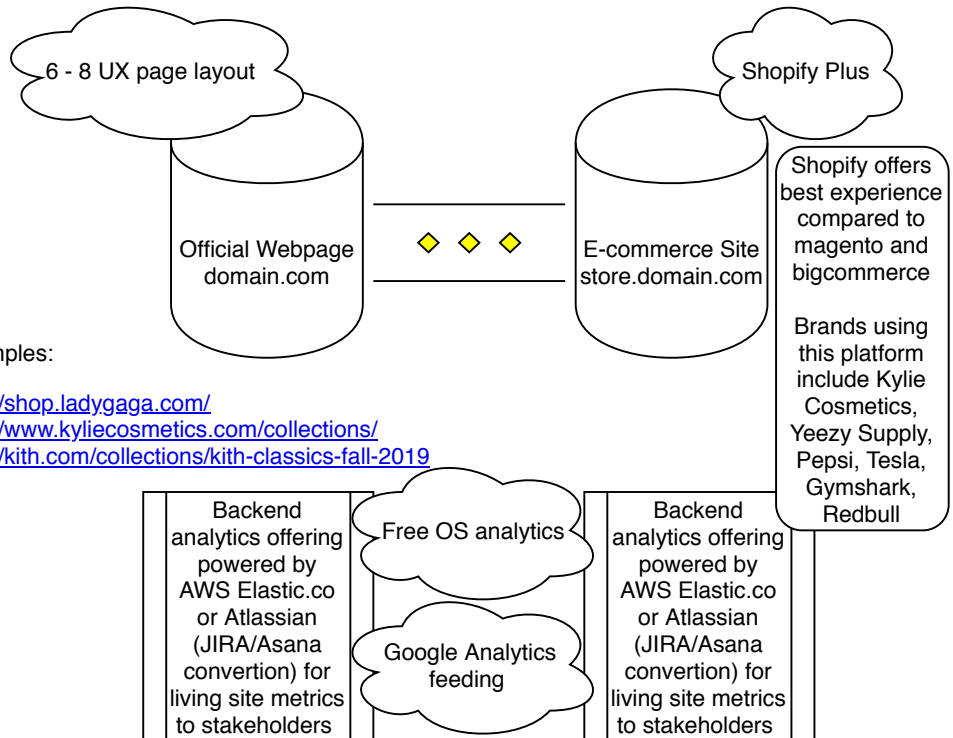 6 - 8 UX page layout
Shopify Plus
Official Webpage
domain.com
E-commerce Site
store.domain.com
Shopify offers
best experience
compared to
magento and
bigcommerce
Brands using
this platform
include Kylie
Cosmetics,
Yeezy Supply,
Pepsi, Tesla,
Gymshark,
Redbull
nples:
/shop.ladygaga.com/
/www.kyliecosmetics.com/collections/
/kith.com/collections/kith-classics-fall-2019
Backend
analytics offering
powered by
AWS Elastic.co
or Atlassian
(JIRA/Asana
convertion) for
living site metrics
to stakeholders
Free OS analytics
Google Analytics
feeding
Backend
analytics offering
powered by
AWS Elastic.co
or Atlassian
(JIRA/Asana
convertion) for
living site metrics
to stakeholders